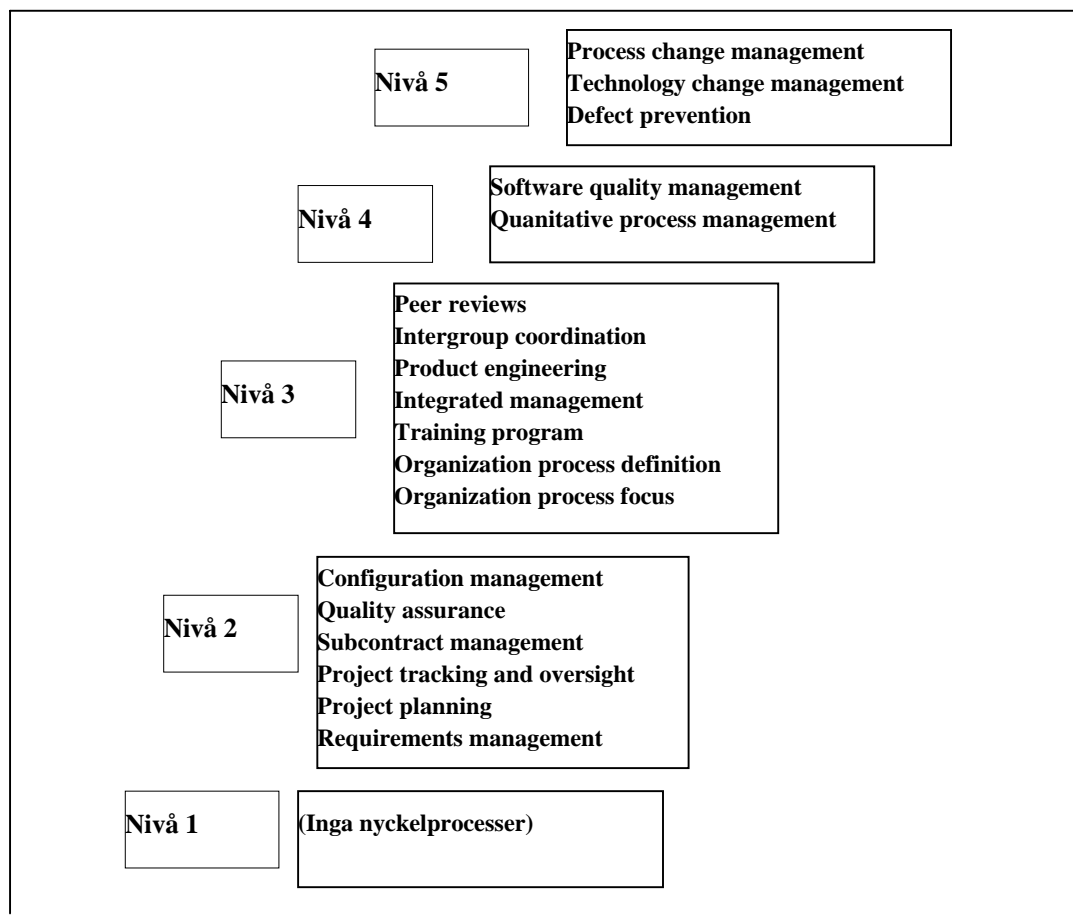 Nivå 5
Process change management
Technology change management
Defect prevention
Nivå 4
Software quality management
Quanitative process management
Nivå 3
Peer reviews
Intergroup coordination
Product engineering
Integrated management
Training program
Organization process definition
Organization process focus
Nivå 2
Configuration management
Quality assurance
Subcontract management
Project tracking and oversight
Project planning
Requirements management
Nivå 1
(Inga nyckelprocesser)